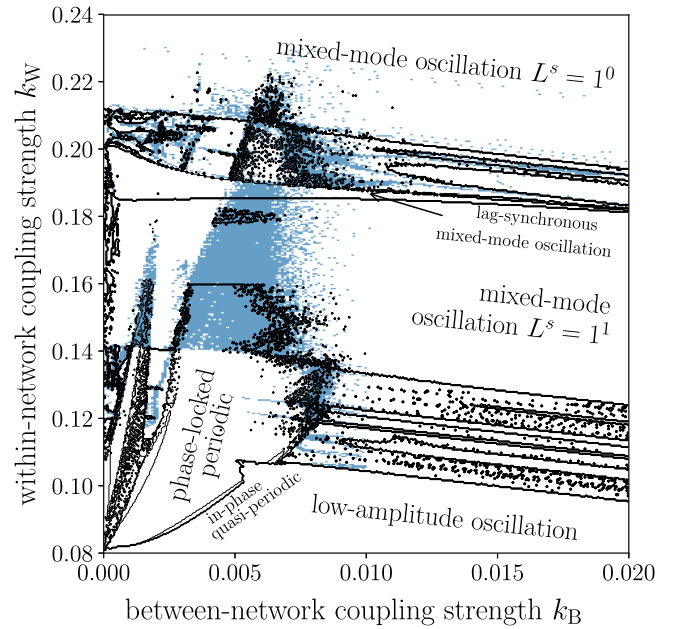 0.24
0.22
0.20
0.18
0.16
0.14
0.12
0.10
0.08
within-network coupling strength k_W
mixed-mode oscillation L^s = 1^0
lag-synchronous
mixed-mode oscillation
mixed-mode
oscillation L^s = 1^1
phase-locked
periodic
in-phase
quasi-periodic
low-amplitude oscillation
0.000
0.005
0.010
0.015
0.020
between-network coupling strength k_B